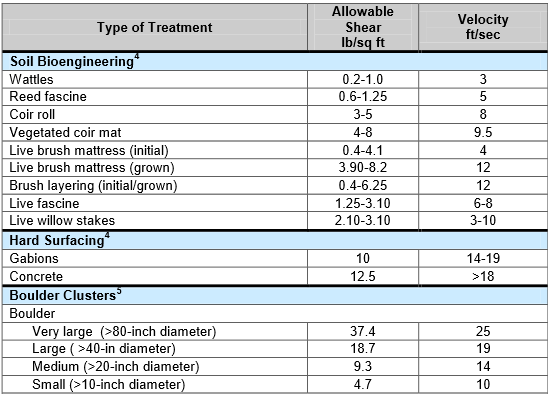 Type of Treatment Allowable Shear lb/sq ft Velocity ft/sec
Soil Bioengineering4
Wattles 0.2-1.0 3
Reed fascine 0.6-1.25 5
Coir roll 3-5 8
Vegetated coir mat 4-8 9.5
Live brush mattress (initial) 0.4-4.1 4
Live brush mattress (grown) 3.90-8.2 12
Brush layering (initial/grown) 0.4-6.25 12
Live fascine 1.25-3.10 6-8
Live willow stakes 2.10-3.10 3-10
Hard Surfacing4
Gabions 10 14-19
Concrete 12.5 >18
Boulder Clusters5
Boulder
Very large (>80-inch diameter) 37.4 25
Large ( >40-in diameter) 18.7 19
Medium (>20-inch diameter) 9.3 14
Small (>10-inch diameter) 4.7 10